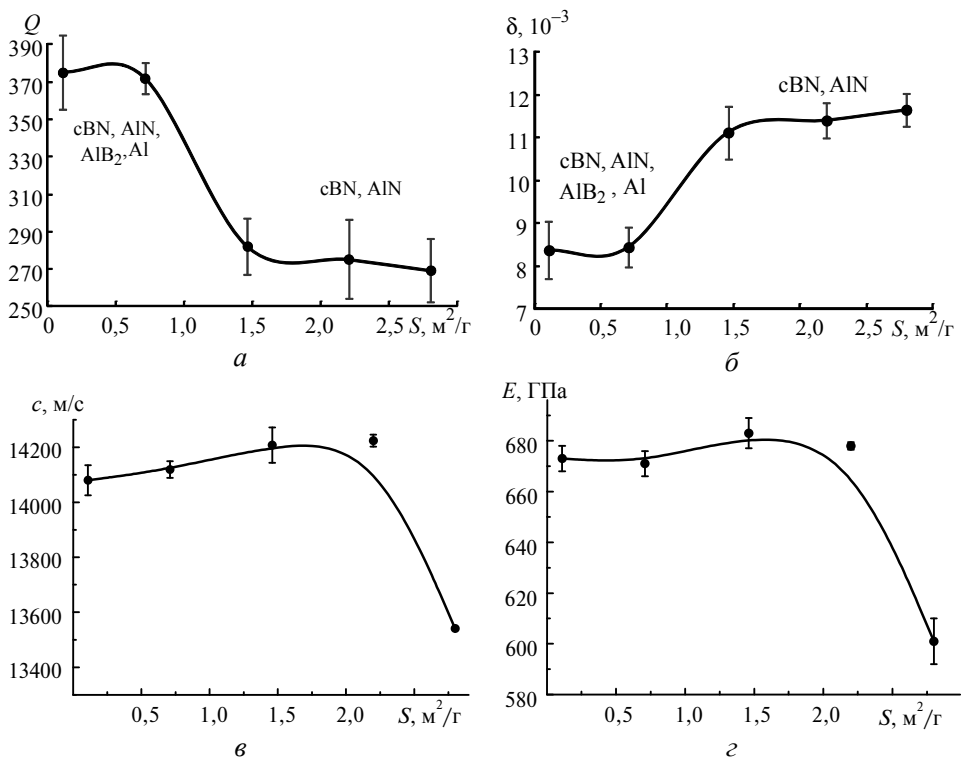 Q
390
370
350
330
310
290
270
250
cBN, AlN,
AlB2, Al
cBN, AlN
0 0,5 1,0 1,5 2,0 2,5 S, м²/г
а
δ, 10⁻³
13
12
11
10
9
8
7
cBN, AlN,
AlB2, Al
cBN, AlN
0 0,5 1,0 1,5 2,0 2,5 S, м²/г
б
c, м/с
14200
14000
13800
13600
13400
0,5 1,0 1,5 2,0 S, м²/г
в
E, ГПа
680
660
640
620
600
580
0,5 1,0 1,5 2,0 S, м²/г
г